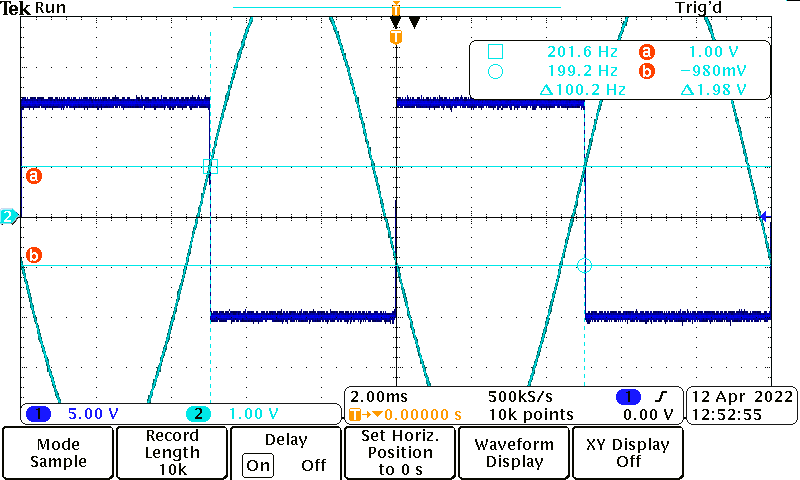 Tek Run Trig'd
T
T
201.6 Hz a 1.00 V
199.2 Hz b −980mV
Δ100.2 Hz Δ1.98 V
a
2
b
1 5.00 V 2 1.00 V
2.00ms 500kS/s 1 12 Apr 2022
T→▼0.00000 s 10k points 0.00 V 12:52:55
Mode
Sample
Record
Length
10k
Delay
On Off
Set Horiz.
Position
to 0 s
Waveform
Display
XY Display
Off